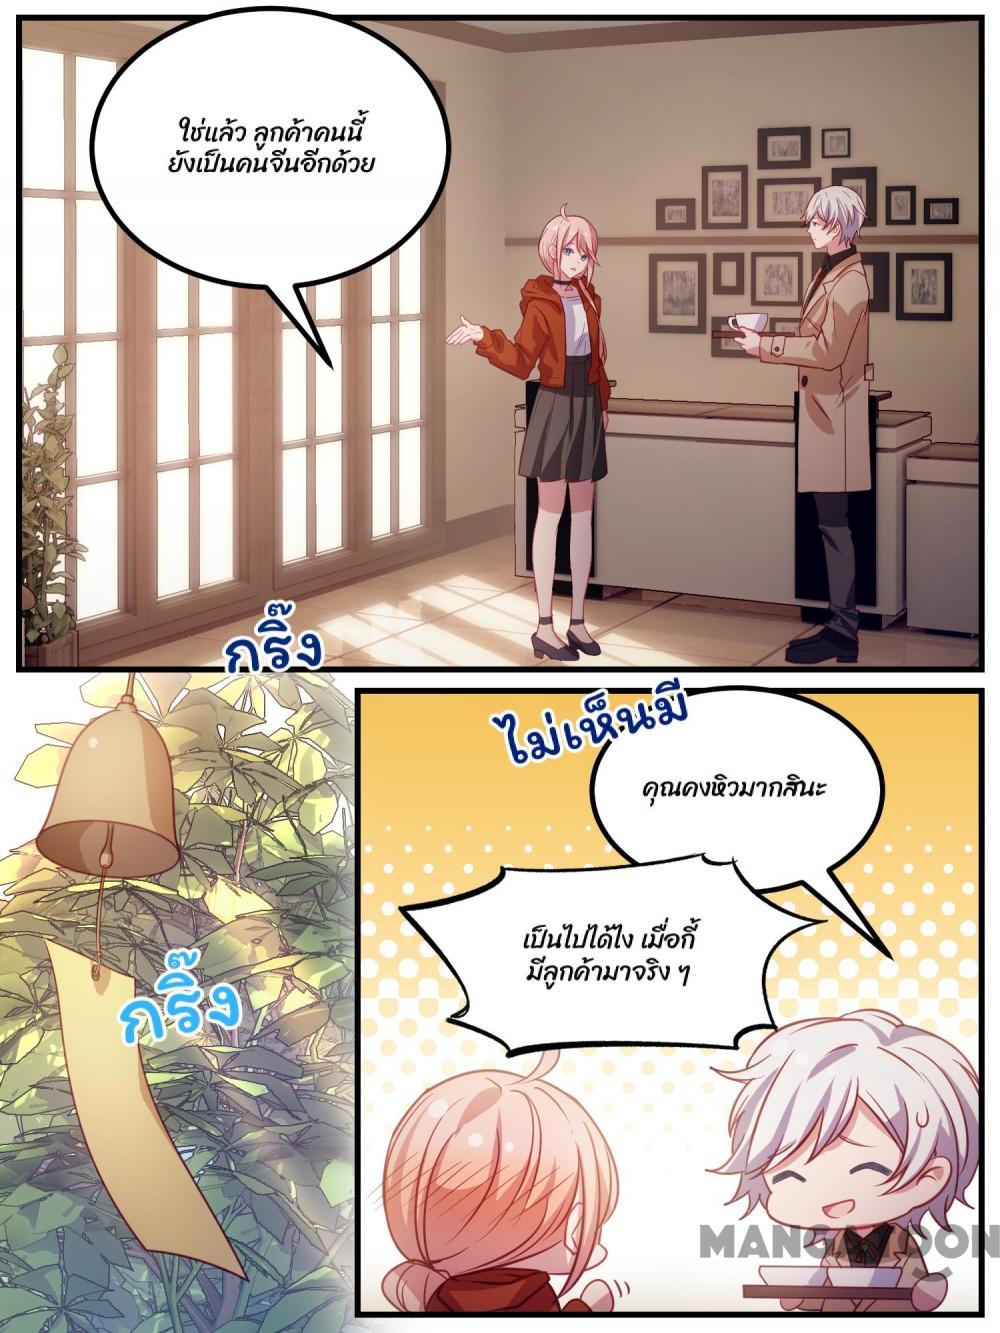 ใช่แล้ว ลูกค้าคนนี้
ยังเป็นคนจีนอีกด้วย
กริ๊ง
ไม่เห็นมี
คุณคงหิวมากสินะ
เป็นไปได้ไง เมื่อกี้
มีลูกค้ามาจริง ๆ
กริ๊ง
MANGATOON